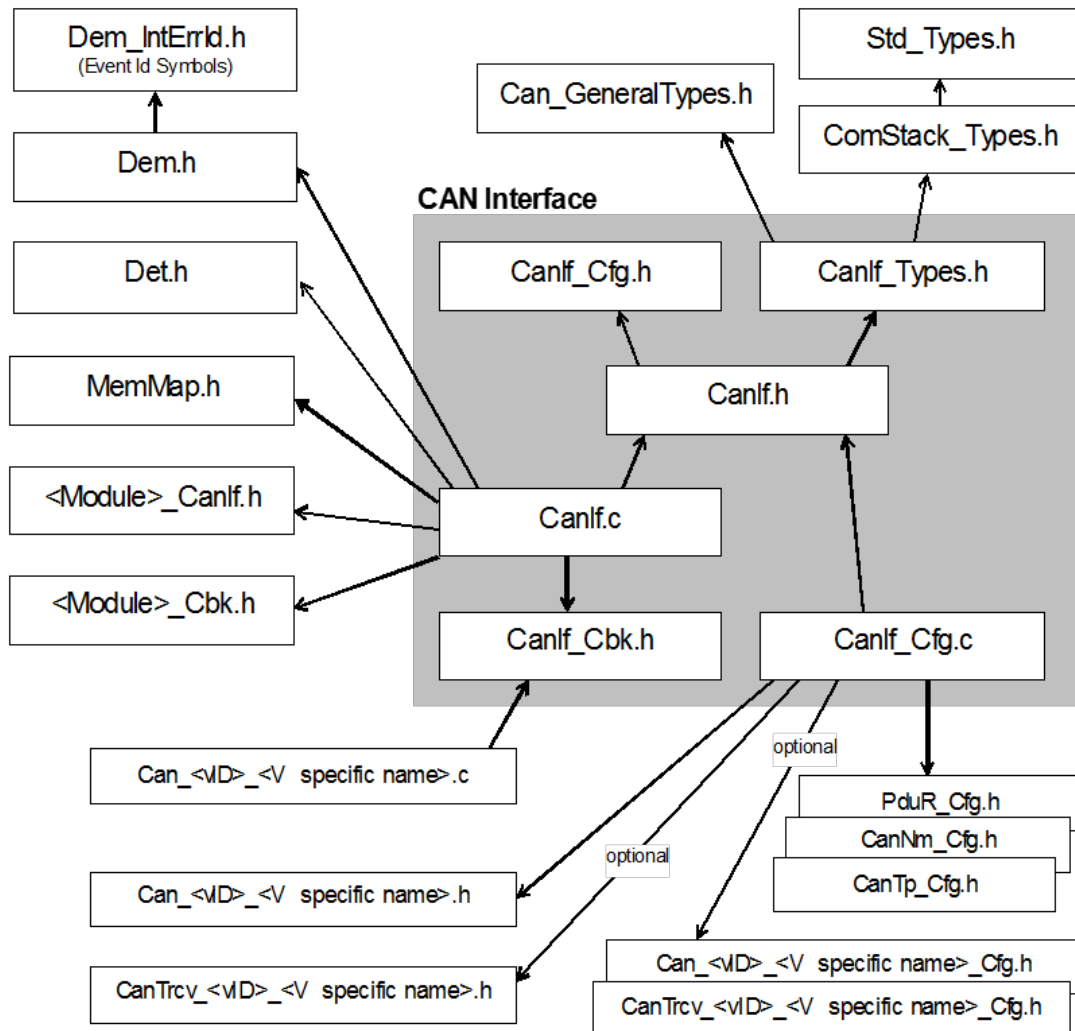 Dem_IntErrId.h
(Event Id Symbols)
Std_Types.h
Can_GeneralTypes.h
ComStack_Types.h
Dem.h
CAN Interface
Det.h
CanIf_Cfg.h
CanIf_Types.h
MemMap.h
CanIf.h
<Module>_CanIf.h
CanIf.c
<Module>_Cbk.h
CanIf_Cbk.h
CanIf_Cfg.c
optional
Can_<vID>_<V specific name>.c
PduR_Cfg.h
CanNm_Cfg.h
optional
CanTp_Cfg.h
Can_<vID>_<V specific name>.h
Can_<vID>_<V specific name>_Cfg.h
CanTrcv_<vID>_<V specific name>.h
CanTrcv_<vID>_<V specific name>_Cfg.h